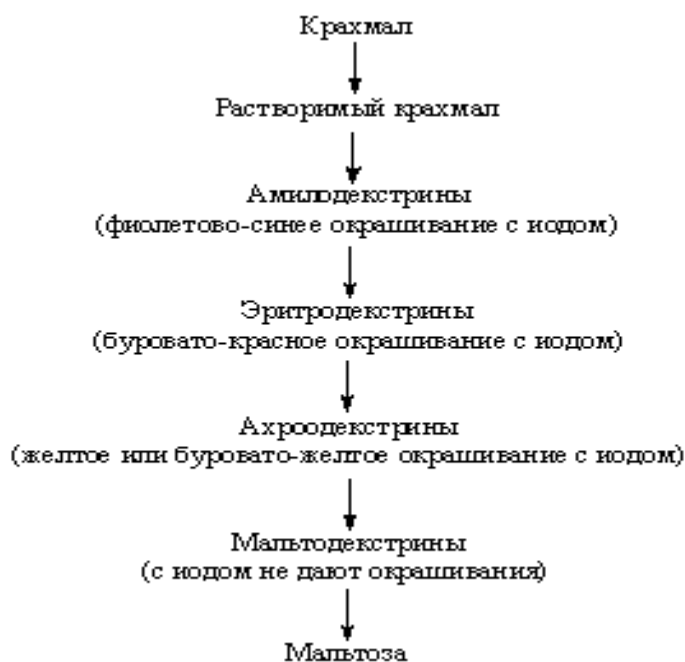 Крахмал
Растворимый крахмал
Амилодекстрины
(фиолетово-синее окрашивание с иодом)
Эритродекстрины
(буровато-красное окрашивание с иодом)
Ахроодекстрины
(желтое или буровато-желтое окрашивание с иодом)
Мальтодекстрины
(с иодом не дают окрашивания)
Мальтоза